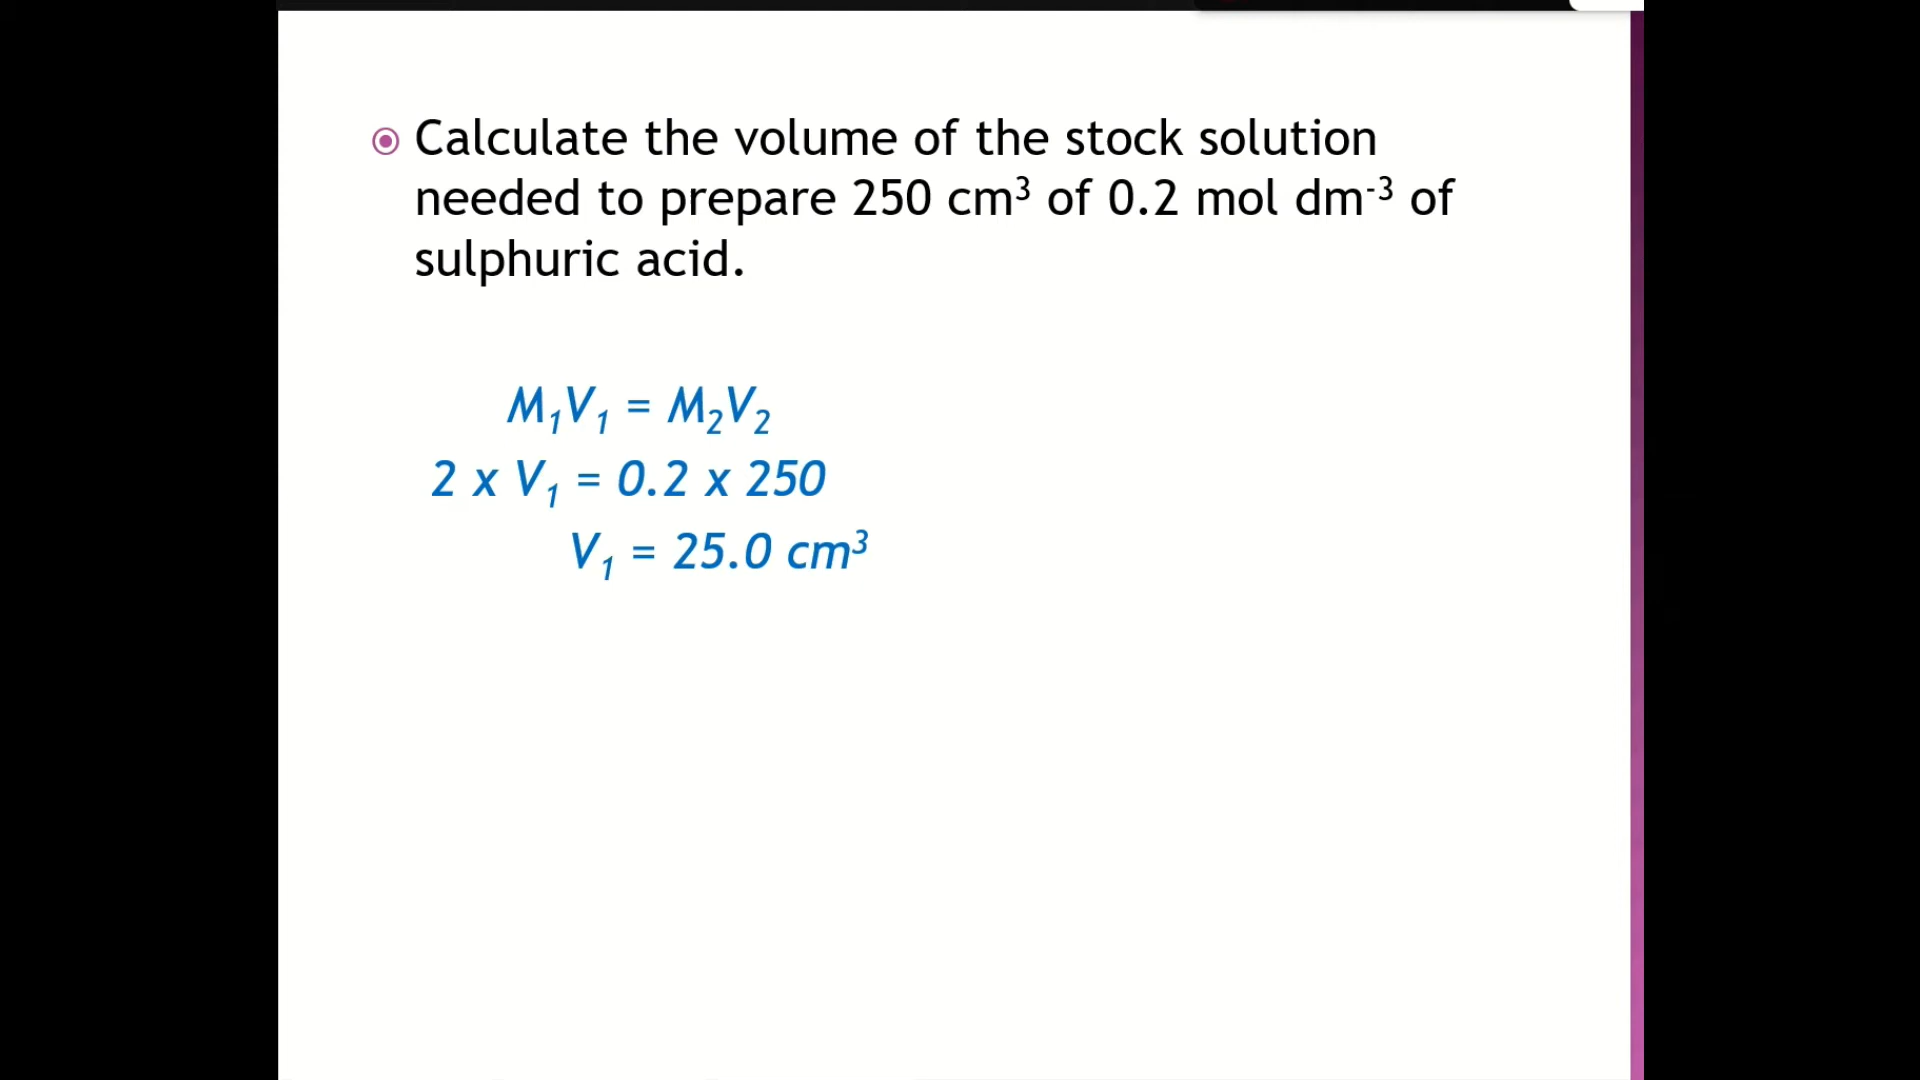 Calculate the volume of the stock solution
needed to prepare 250 cm³ of 0.2 mol dm⁻³ of
sulphuric acid.
M₁V₁ = M₂V₂
2 x V₁ = 0.2 x 250
V₁ = 25.0 cm³